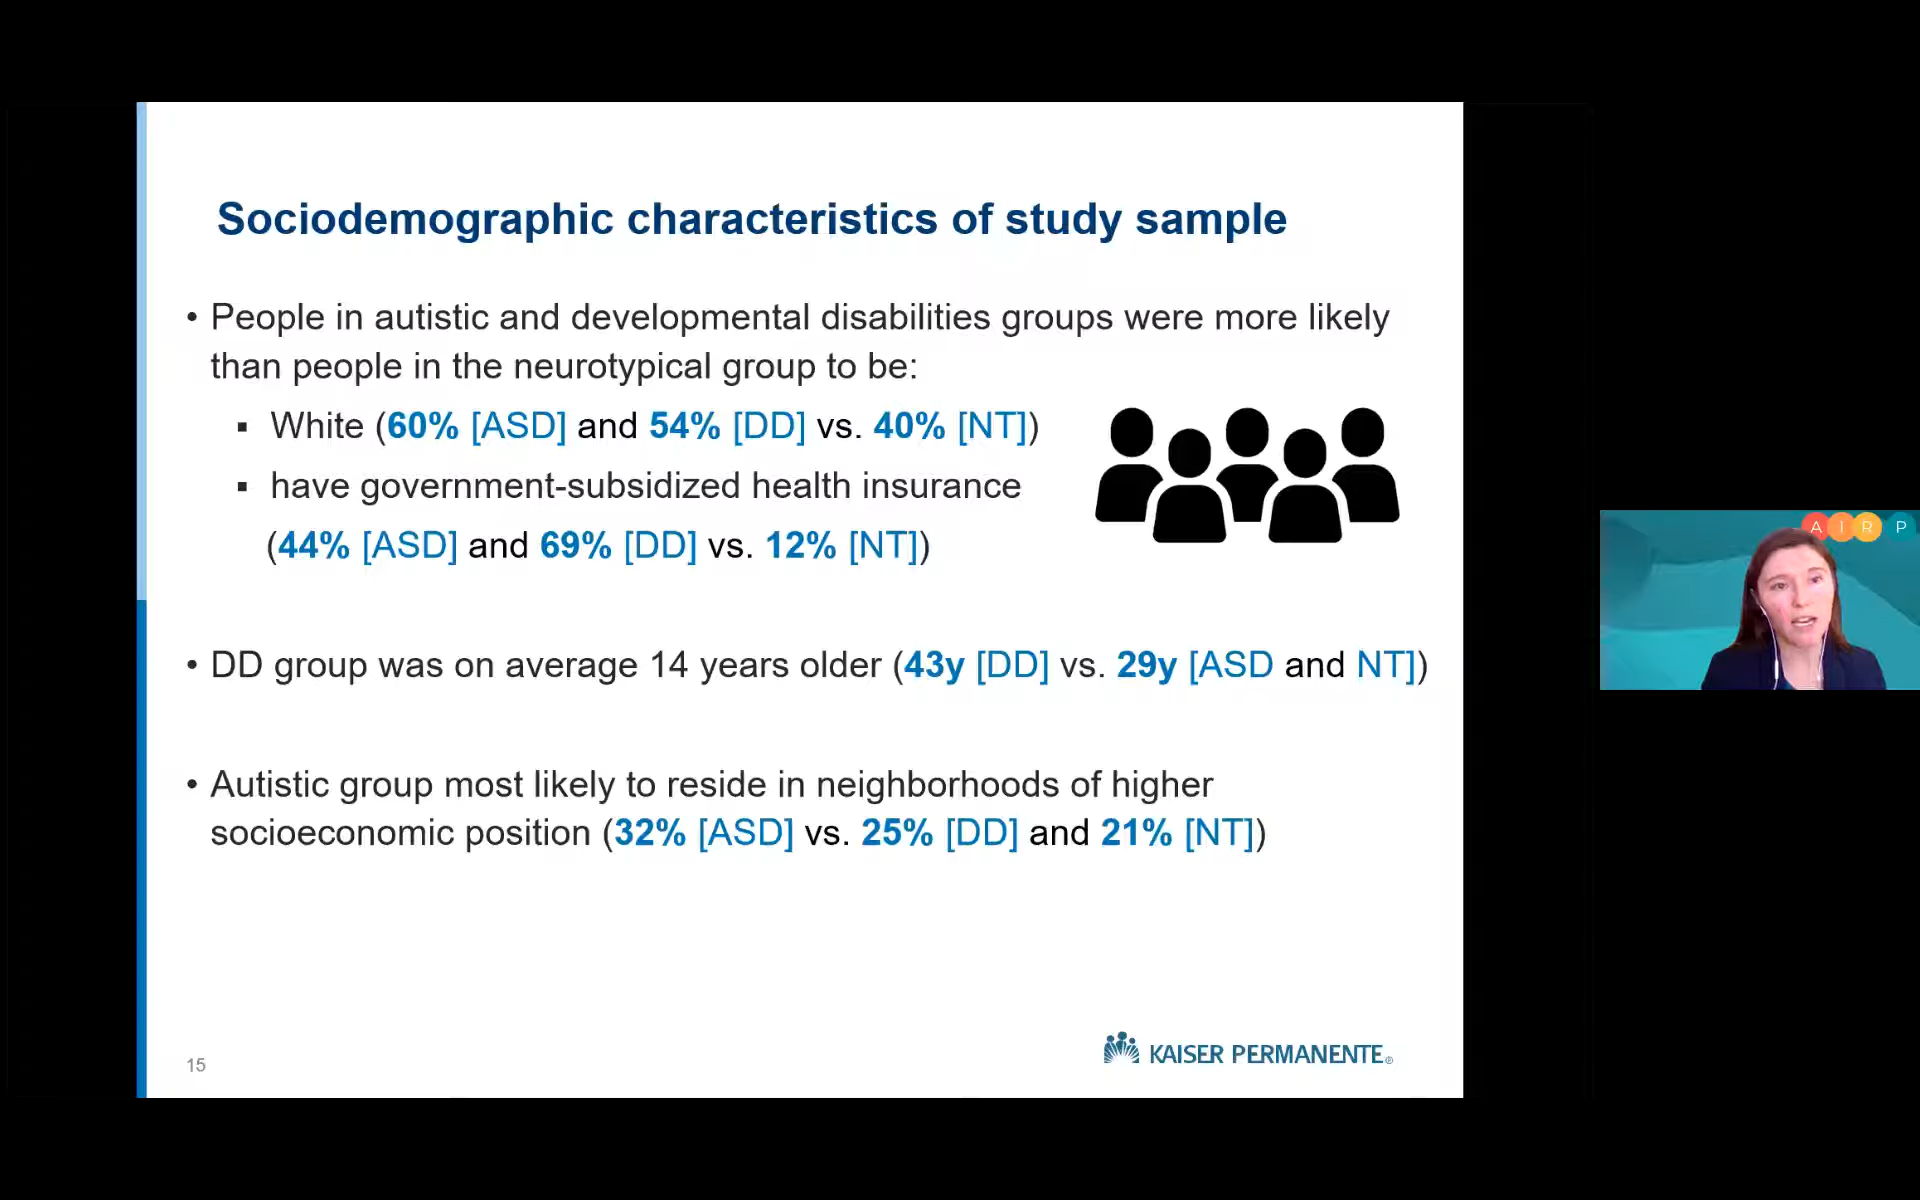 Sociodemographic characteristics of study sample
• People in autistic and developmental disabilities groups were more likely
than people in the neurotypical group to be:
▪ White (60% [ASD] and 54% [DD] vs. 40% [NT])
▪ have government-subsidized health insurance
(44% [ASD] and 69% [DD] vs. 12% [NT])
• DD group was on average 14 years older (43y [DD] vs. 29y [ASD and NT])
• Autistic group most likely to reside in neighborhoods of higher
socioeconomic position (32% [ASD] vs. 25% [DD] and 21% [NT])
15
KAISER PERMANENTE®
A I R P